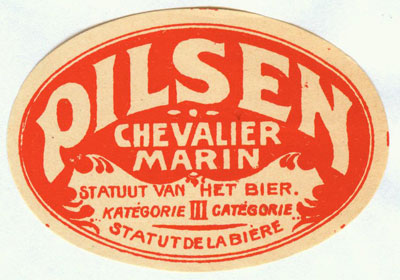 PILSEN
CHEVALIER
MARIN
STATUUT VAN HET BIER.
KATEGORIE III CATÉGORIE
STATUT DE LA BIÈRE